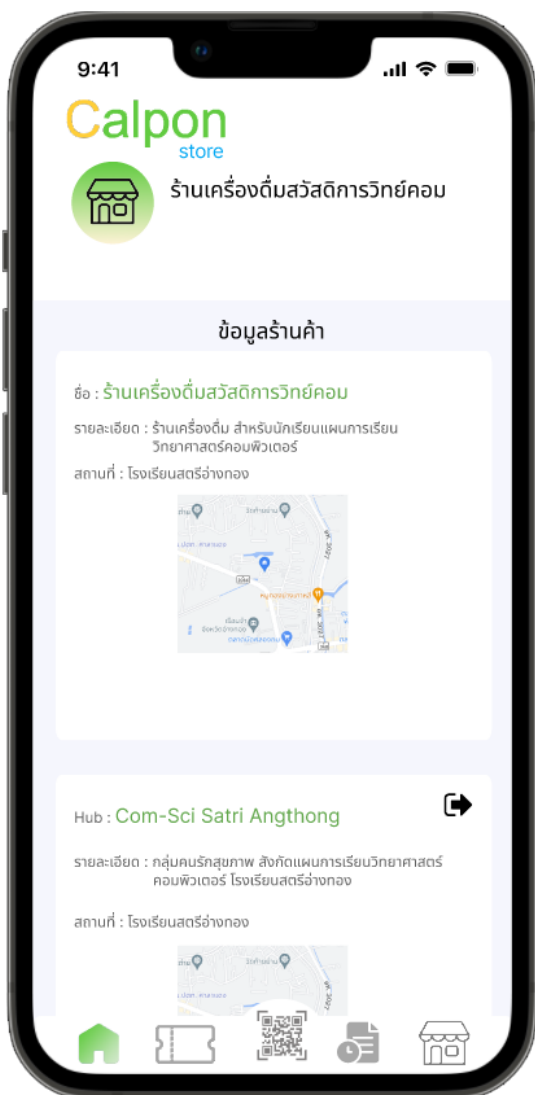 9:41
Calpon
store
ร้านเครื่องดื่มสวัสดิการวิทย์คอม
ข้อมูลร้านค้า
ชื่อ : ร้านเครื่องดื่มสวัสดิการวิทย์คอม
รายละเอียด : ร้านเครื่องดื่ม สำหรับนักเรียนแผนการเรียน
วิทยาศาสตร์คอมพิวเตอร์
สถานที่ : โรงเรียนสตรีอ่างทอง
Hub : Com-Sci Satri Angthong
รายละเอียด : กลุ่มคนรักสุขภาพ สังกัดแผนการเรียนวิทยาศาสตร์
คอมพิวเตอร์ โรงเรียนสตรีอ่างทอง
สถานที่ : โรงเรียนสตรีอ่างทอง